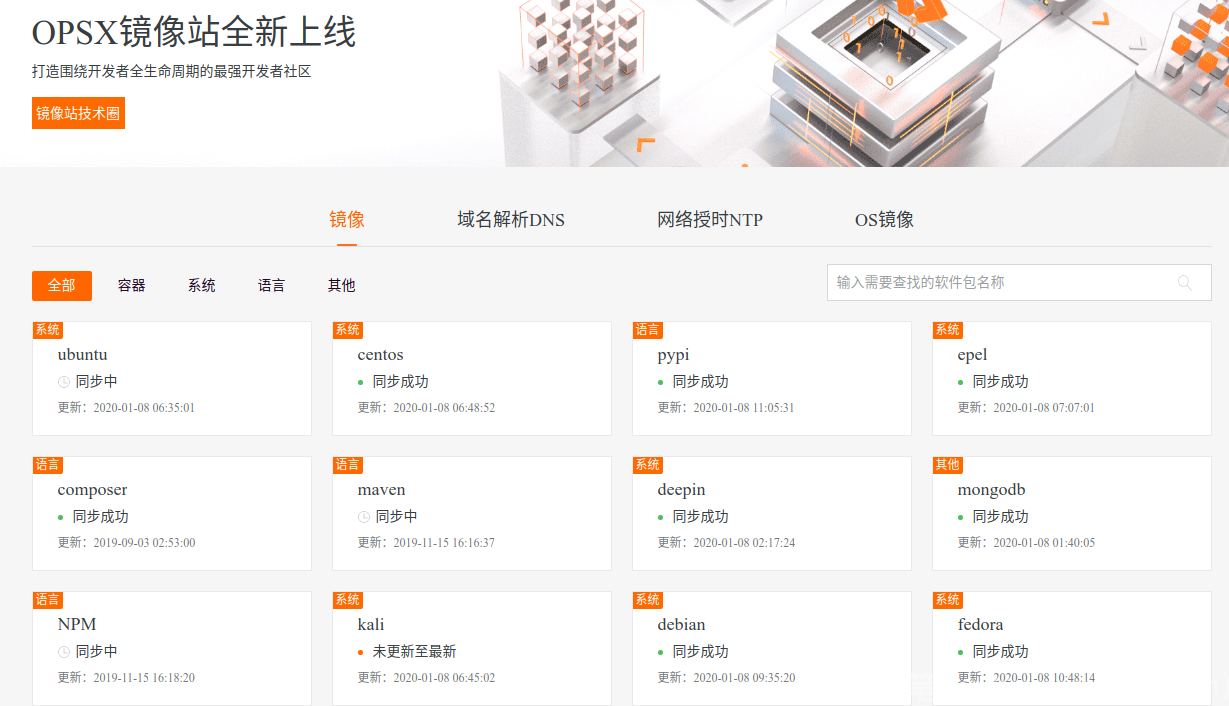 OPSX镜像站全新上线
打造围绕开发者全生命周期的最强开发者社区
镜像站技术圈
镜像 域名解析DNS 网络授时NTP OS镜像
全部 容器 系统 语言 其他 输入需要查找的软件包名称
系统 系统 语言 系统
ubuntu centos pypi epel
同步中 同步成功 同步成功 同步成功
更新：2020-01-08 06:35:01 更新：2020-01-08 06:48:52 更新：2020-01-08 11:05:31 更新：2020-01-08 07:07:01
语言 语言 系统 其他
composer maven deepin mongodb
同步成功 同步中 同步成功 同步成功
更新：2019-09-03 02:53:00 更新：2019-11-15 16:16:37 更新：2020-01-08 02:17:24 更新：2020-01-08 01:40:05
语言 系统 系统 系统
NPM kali debian fedora
同步中 未更新至最新 同步成功 同步成功
更新：2019-11-15 16:18:20 更新：2020-01-08 06:45:02 更新：2020-01-08 09:35:20 更新：2020-01-08 10:48:14